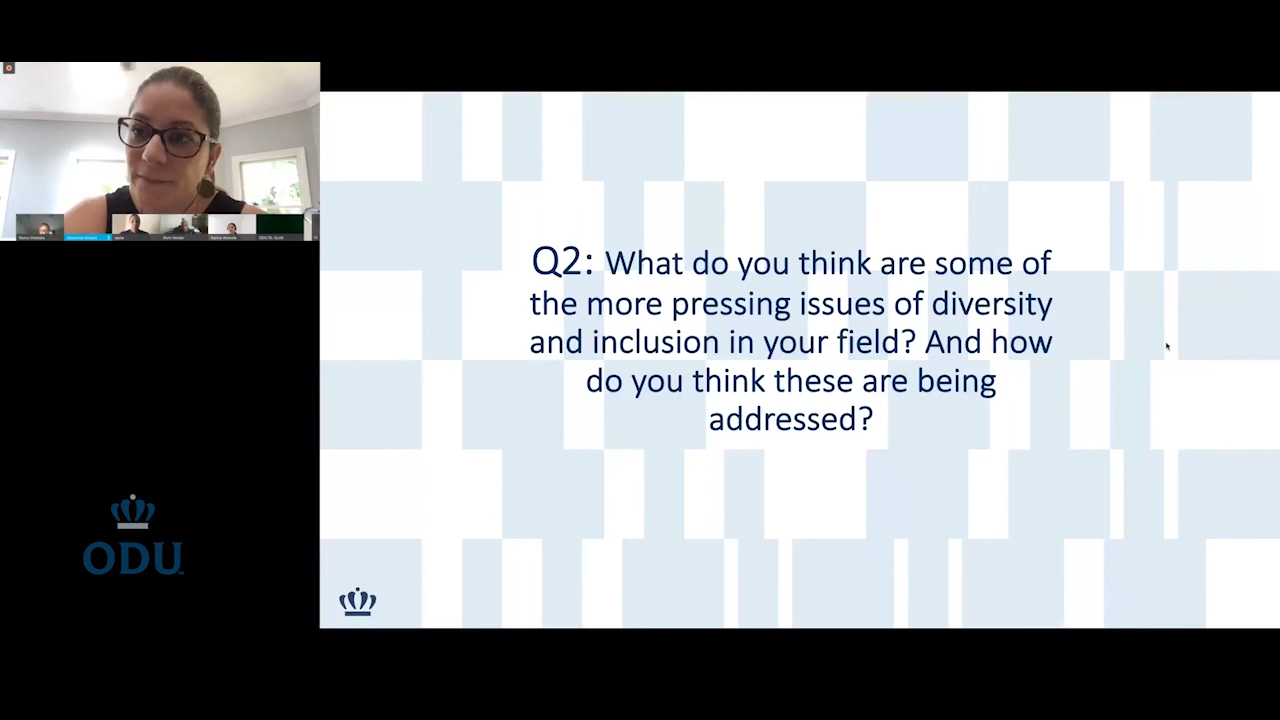 Q2: What do you think are some of
the more pressing issues of diversity
and inclusion in your field? And how
do you think these are being
addressed?
ODU